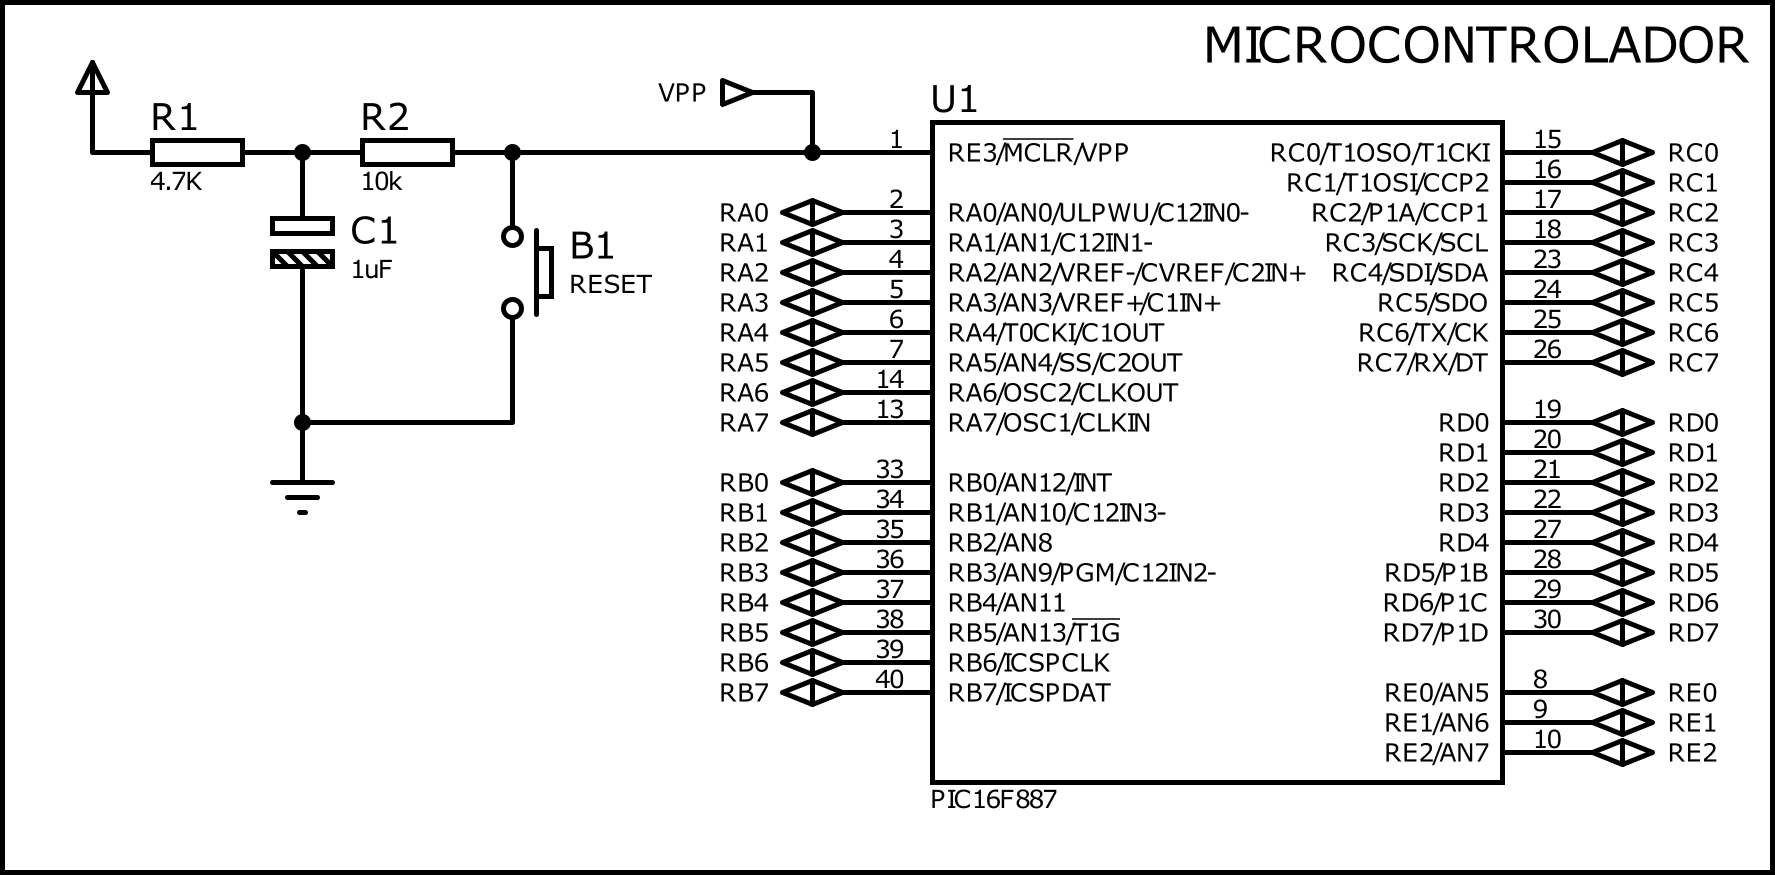 MICROCONTROLADOR
VPP
U1
R1
4.7K
R2
10k
C1
1uF
B1
RESET
1 RE3/MCLR/VPP
RA0 2 RA0/AN0/ULPWU/C12IN0-
RA1 3 RA1/AN1/C12IN1-
RA2 4 RA2/AN2/VREF-/CVREF/C2IN+
RA3 5 RA3/AN3/VREF+/C1IN+
RA4 6 RA4/T0CKI/C1OUT
RA5 7 RA5/AN4/SS/C2OUT
RA6 14 RA6/OSC2/CLKOUT
RA7 13 RA7/OSC1/CLKIN
RB0 33 RB0/AN12/INT
RB1 34 RB1/AN10/C12IN3-
RB2 35 RB2/AN8
RB3 36 RB3/AN9/PGM/C12IN2-
RB4 37 RB4/AN11
RB5 38 RB5/AN13/T1G
RB6 39 RB6/ICSPCLK
RB7 40 RB7/ICSPDAT
RC0/T1OSO/T1CKI 15 RC0
RC1/T1OSI/CCP2 16 RC1
RC2/P1A/CCP1 17 RC2
RC3/SCK/SCL 18 RC3
RC4/SDI/SDA 23 RC4
RC5/SDO 24 RC5
RC6/TX/CK 25 RC6
RC7/RX/DT 26 RC7
RD0 19 RD0
RD1 20 RD1
RD2 21 RD2
RD3 22 RD3
RD4 27 RD4
RD5/P1B 28 RD5
RD6/P1C 29 RD6
RD7/P1D 30 RD7
RE0/AN5 8 RE0
RE1/AN6 9 RE1
RE2/AN7 10 RE2
PIC16F887